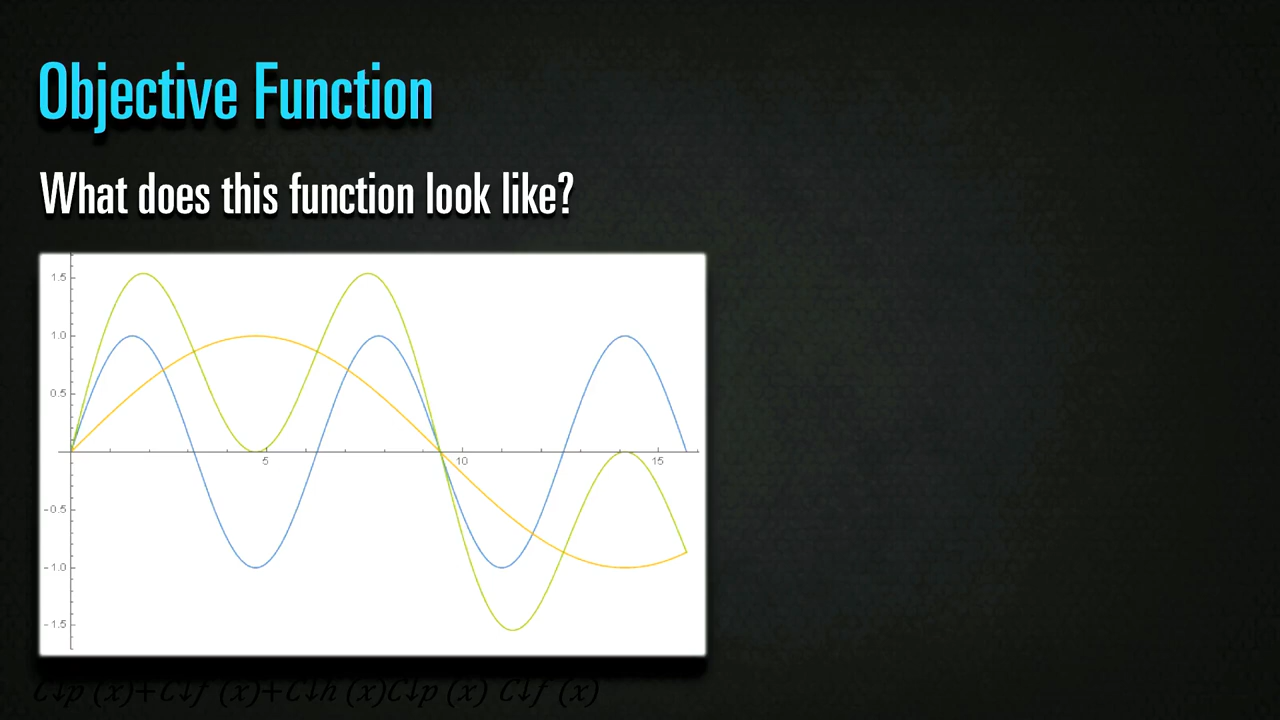 Objective Function
What does this function look like?
1.5
1.0
0.5
5 10 15
-0.5
-1.0
-1.5
C↓p (x)+C↓f (x)+C↓h (x)C↓p (x) C↓f (x)